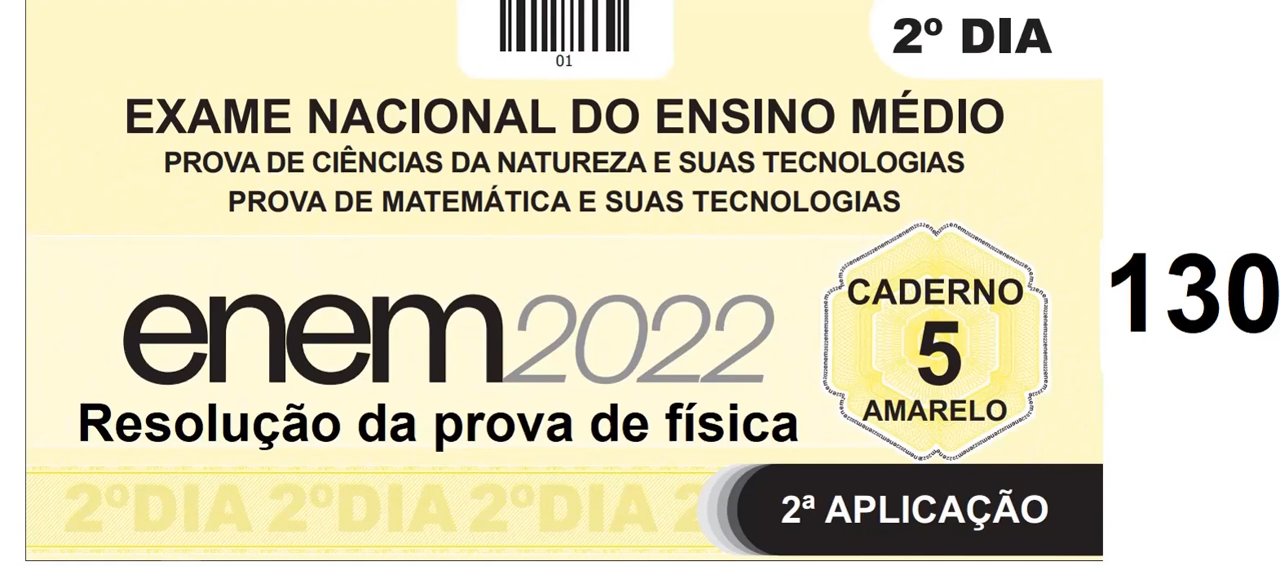 01
2º DIA
EXAME NACIONAL DO ENSINO MÉDIO
PROVA DE CIÊNCIAS DA NATUREZA E SUAS TECNOLOGIAS
PROVA DE MATEMÁTICA E SUAS TECNOLOGIAS
enem2022
CADERNO
5
AMARELO
130
Resolução da prova de física
2ºDIA 2ºDIA 2ºDIA 2
2ª APLICAÇÃO